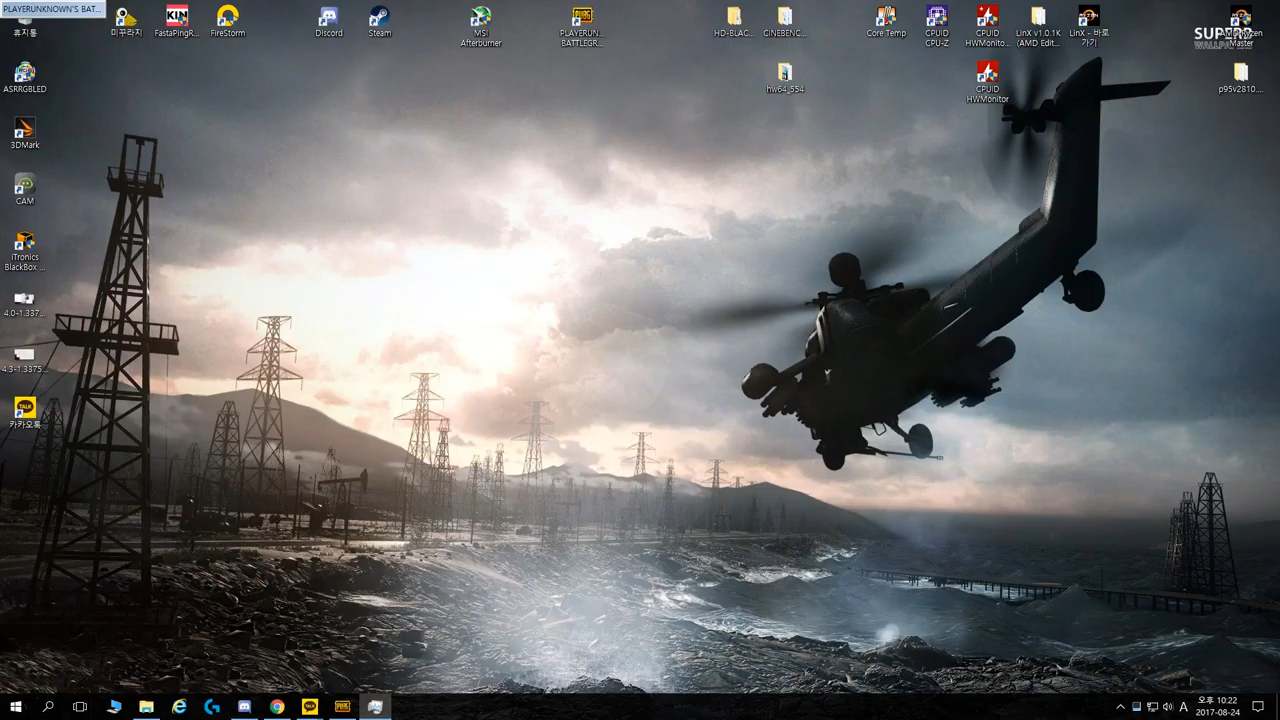 PLAYERUNKNOWN'S BAT...
휴지통
미꾸라지
FastaPingR...
FireStorm
Discord
Steam
MSI
Afterburner
PLAYERUN...
BATTLEGR...
HD-BLAC...
CINEBENC...
Core Temp
CPUID
CPU-Z
CPUID
HWMonito...
LinX v1.0.1K
(AMD Edit...
LinX - 바로
가기
Master
SUPERB
WALLPAPERS
ASRRGBLED
hw64_554
CPUID
HWMonitor
p95v2810....
3DMark
CAM
iTronics
BlackBox ...
4.0-1.337...
4.3-1.3375...
TALK
카카오톡
오후 10:22
A
2017-08-24